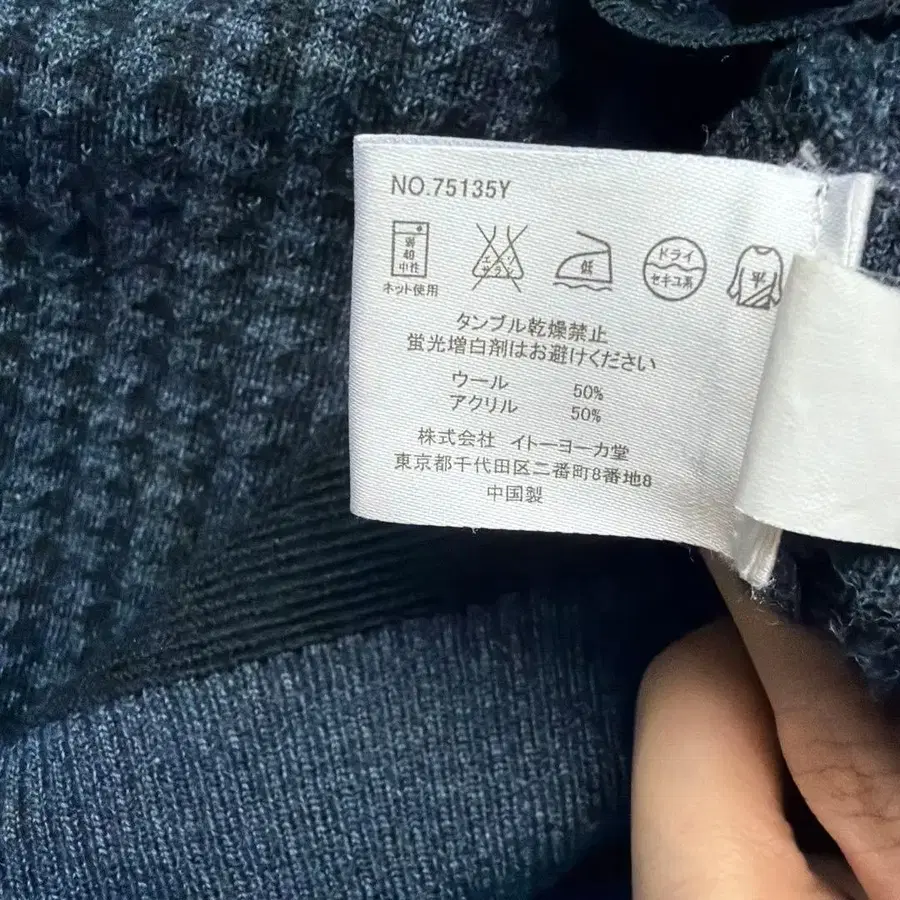 NO.75135Y
弱
40
中性
ネット使用
エンソ
サラシ
低
ドライ
セキユ系
平
タンブル乾燥禁止
蛍光増白剤はお避けください
ウール 50%
アクリル 50%
株式会社 イトーヨーカ堂
東京都千代田区二番町8番地8
中国製